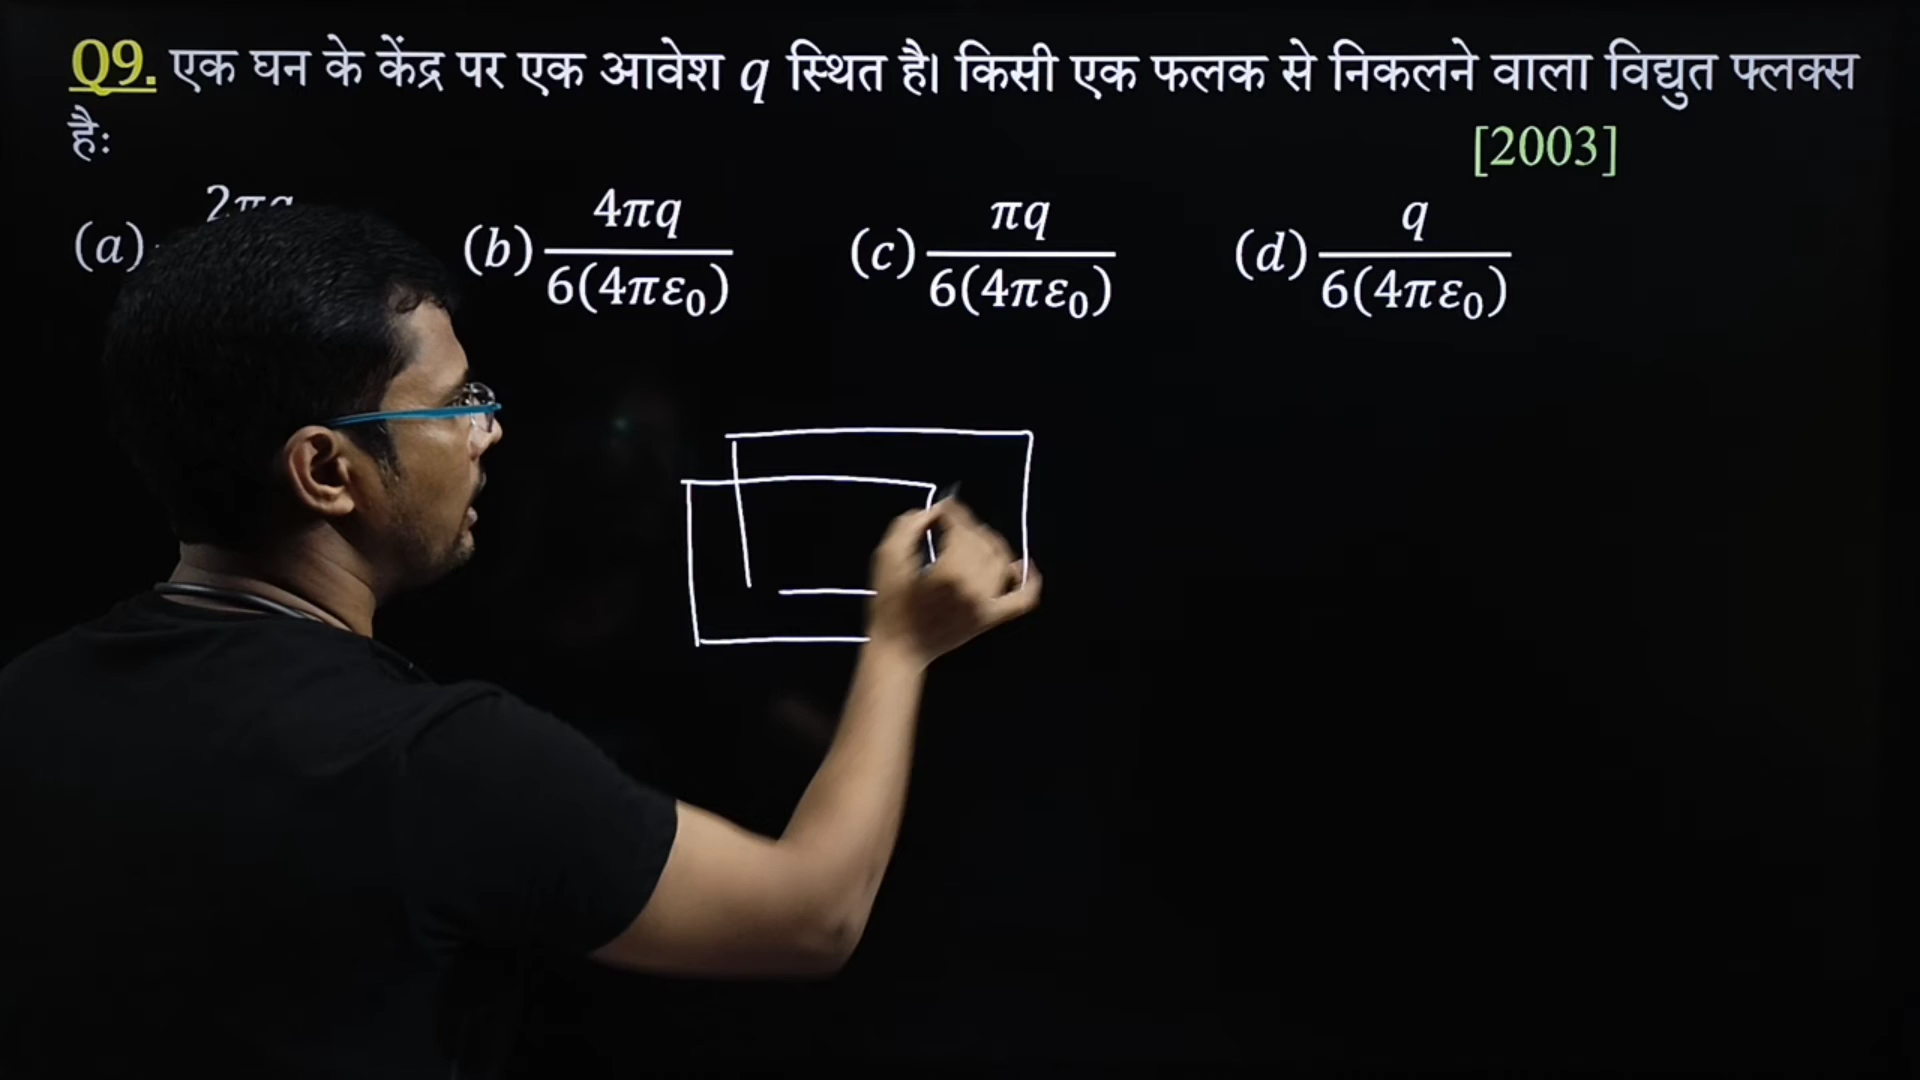 Q9. एक घन के केंद्र पर एक आवेश q स्थित है। किसी एक फलक से निकलने वाला विद्युत फ्लक्स
हैः [2003]
(a) (b) 4πq/6(4πε₀) (c) πq/6(4πε₀) (d) q/6(4πε₀)